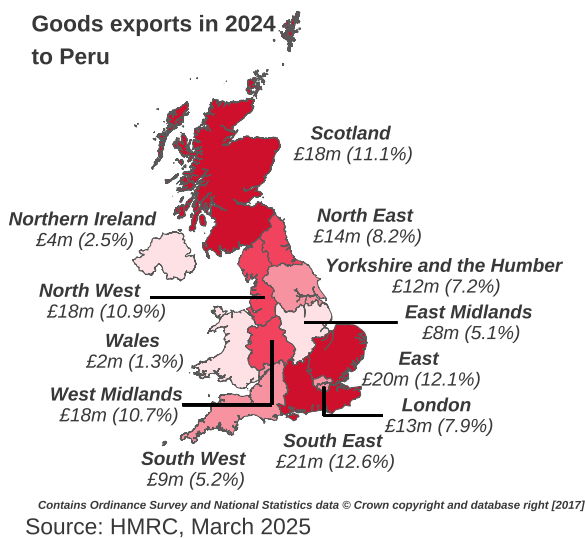 Goods exports in 2024
to Peru
Scotland
£18m (11.1%)
Northern Ireland
£4m (2.5%)
North East
£14m (8.2%)
Yorkshire and the Humber
£12m (7.2%)
North West
£18m (10.9%)
East Midlands
£8m (5.1%)
Wales
£2m (1.3%)
East
£20m (12.1%)
West Midlands
£18m (10.7%)
London
£13m (7.9%)
South East
£21m (12.6%)
South West
£9m (5.2%)
Contains Ordinance Survey and National Statistics data © Crown copyright and database right [2017]
Source: HMRC, March 2025